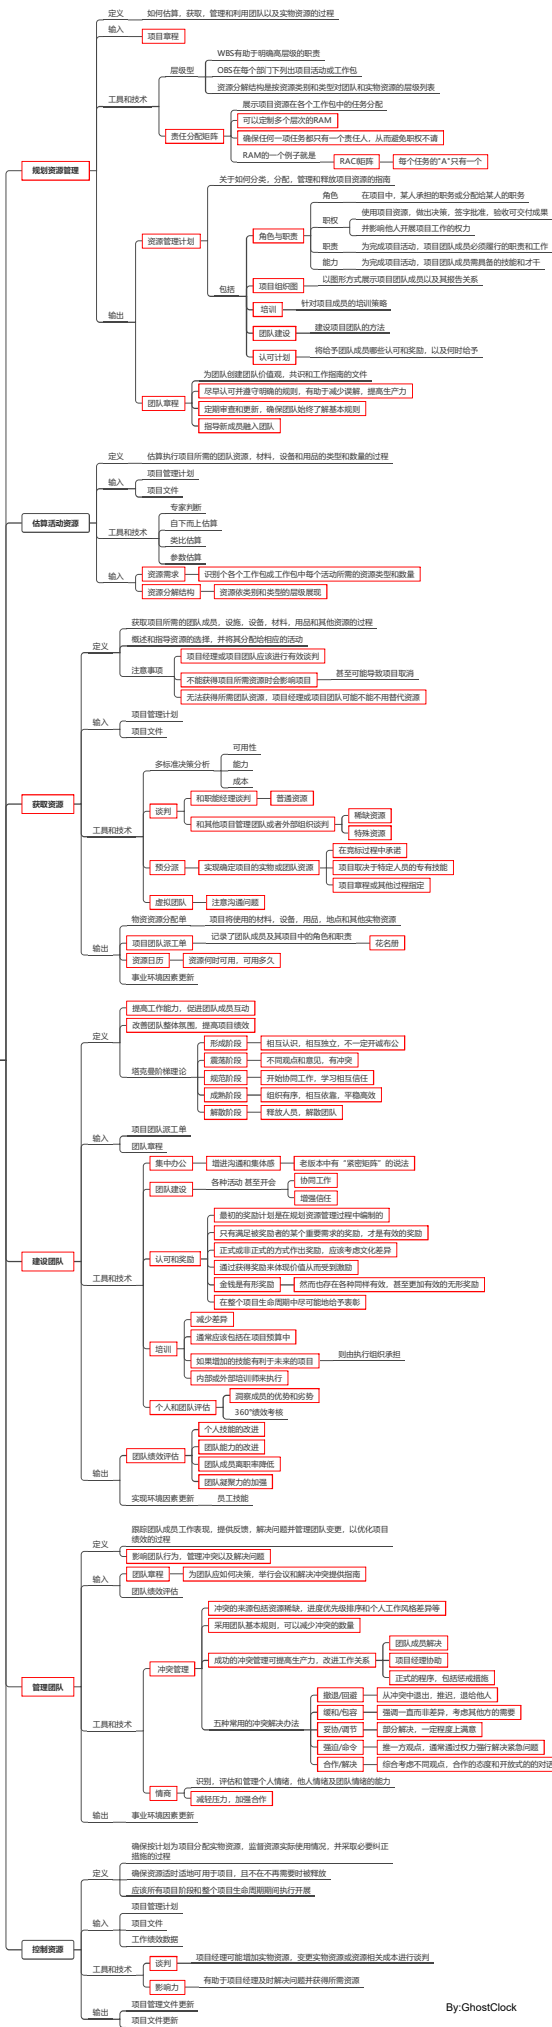 规划资源管理
定义
如何估算，获取，管理和利用团队以及实物资源的过程
输入
项目章程
工具和技术
层级型
WBS有助于明确高层级的职责
OBS在每个部门下列出项目活动或工作包
资源分解结构是按资源类别和类型对团队和实物资源的层级列表
责任分配矩阵
展示项目资源在各个工作包中的任务分配
可以定制多个层次的RAM
确保任何一项任务都只有一个责任人，从而避免职权不清
RAM的一个例子就是
RACI矩阵
每个任务的"A"只有一个
输出
资源管理计划
关于如何分类，分配，管理和释放项目资源的指南
包括
角色与职责
角色
在项目中，某人承担的职务或分配给某人的职务
职权
使用项目资源，做出决策，签字批准，验收可交付成果
并影响他人开展项目工作的权力
职责
为完成项目活动，项目团队成员必须履行的职责和工作
能力
为完成项目活动，项目团队成员需具备的技能和才干
项目组织图
以图形方式展示项目团队成员以及其报告关系
培训
针对项目成员的培训策略
团队建设
建设项目团队的方法
认可计划
将给予团队成员哪些认可和奖励，以及何时给予
团队章程
为团队创建团队价值观，共识和工作指南的文件
尽早认可并遵守明确的规则，有助于减少误解，提高生产力
定期审查和更新，确保团队始终了解基本规则
指导新成员融入团队
估算活动资源
定义
估算执行项目所需的团队资源，材料，设备和用品的类型和数量的过程
输入
项目管理计划
项目文件
工具和技术
专家判断
自下而上估算
类比估算
参数估算
输入
资源需求
识别个各个工作包或工作包中每个活动所需的资源类型和数量
资源分解结构
资源依类别和类型的层级展现
获取资源
定义
获取项目所需的团队成员，设施，设备，材料，用品和其他资源的过程
概述和指导资源的选择，并将其分配给相应的活动
注意事项
项目经理或项目团队应该进行有效谈判
不能获得项目所需资源时会影响项目
甚至可能导致项目取消
无法获得所需团队资源，项目经理或项目团队可能不能不用替代资源
输入
项目管理计划
项目文件
工具和技术
多标准决策分析
可用性
能力
成本
谈判
和职能经理谈判
普通资源
和其他项目管理团队或者外部组织谈判
稀缺资源
特殊资源
预分派
实现确定项目的实物或团队资源
在竞标过程中承诺
项目取决于特定人员的专有技能
项目章程或其他过程指定
虚拟团队
注意沟通问题
输出
物资资源分配单
项目将使用的材料，设备，用品，地点和其他实物资源
项目团队派工单
记录了团队成员及其项目中的角色和职责
花名册
资源日历
资源何时可用，可用多久
事业环境因素更新
建设团队
定义
提高工作能力，促进团队成员互动
改善团队整体氛围，提高项目绩效
塔克曼阶梯理论
形成阶段
相互认识，相互独立，不一定开诚布公
震荡阶段
不同观点和意见，有冲突
规范阶段
开始协同工作，学习相互信任
成熟阶段
组织有序，相互依靠，平稳高效
解散阶段
释放人员，解散团队
输入
项目团队派工单
团队章程
工具和技术
集中办公
增进沟通和集体感
老版本中有“紧密矩阵”的说法
团队建设
各种活动 甚至开会
协同工作
增强信任
认可和奖励
最初的奖励计划是在规划资源管理过程中编制的
只有满足被奖励者的某个重要需求的奖励，才是有效的奖励
正式或非正式的方式作出奖励，应该考虑文化差异
通过获得奖励来体现价值从而受到激励
金钱是有形奖励
然而也存在各种同样有效，甚至更加有效的无形奖励
在整个项目生命周期中尽可能地给予表彰
培训
减少差异
通常应该包括在项目预算中
如果增加的技能有利于未来的项目
则由执行组织承担
内部或外部培训师来执行
个人和团队评估
洞察成员的优势和劣势
360°绩效考核
输出
团队绩效评估
个人技能的改进
团队能力的改进
团队成员离职率降低
团队凝聚力的加强
实现环境因素更新
员工技能
管理团队
定义
跟踪团队成员工作表现，提供反馈，解决问题并管理团队变更，以优化项目
绩效的过程
影响团队行为，管理冲突以及解决问题
输入
团队章程
为团队应如何决策，举行会议和解决冲突提供指南
团队绩效评估
工具和技术
冲突管理
冲突的来源包括资源稀缺，进度优先级排序和个人工作风格差异等
采用团队基本规则，可以减少冲突的数量
成功的冲突管理可提高生产力，改进工作关系
团队成员解决
项目经理协助
正式的程序，包括惩戒措施
五种常用的冲突解决办法
撤退/回避
从冲突中退出，推迟，退给他人
缓和/包容
强调一直而非差异，考虑其他方的需要
妥协/调节
部分解决，一定程度上满意
强迫/命令
推一方观点，通常通过权力强行解决紧急问题
合作/解决
综合考虑不同观点，合作的态度和开放式的的对话
情商
识别，评估和管理个人情绪，他人情绪及团队情绪的能力
减轻压力，加强合作
输出
事业环境因素更新
控制资源
定义
确保按计划为项目分配实物资源，监督资源实际使用情况，并采取必要纠正
措施的过程
确保资源适时适地可用于项目，且不在不再需要时被释放
应该所有项目阶段和整个项目生命周期期间执行开展
输入
项目管理计划
项目文件
工作绩效数据
工具和技术
谈判
项目经理可能增加实物资源，变更实物资源或资源相关成本进行谈判
影响力
有助于项目经理及时解决问题并获得所需资源
输出
项目管理文件更新
项目文件更新
By:GhostClock